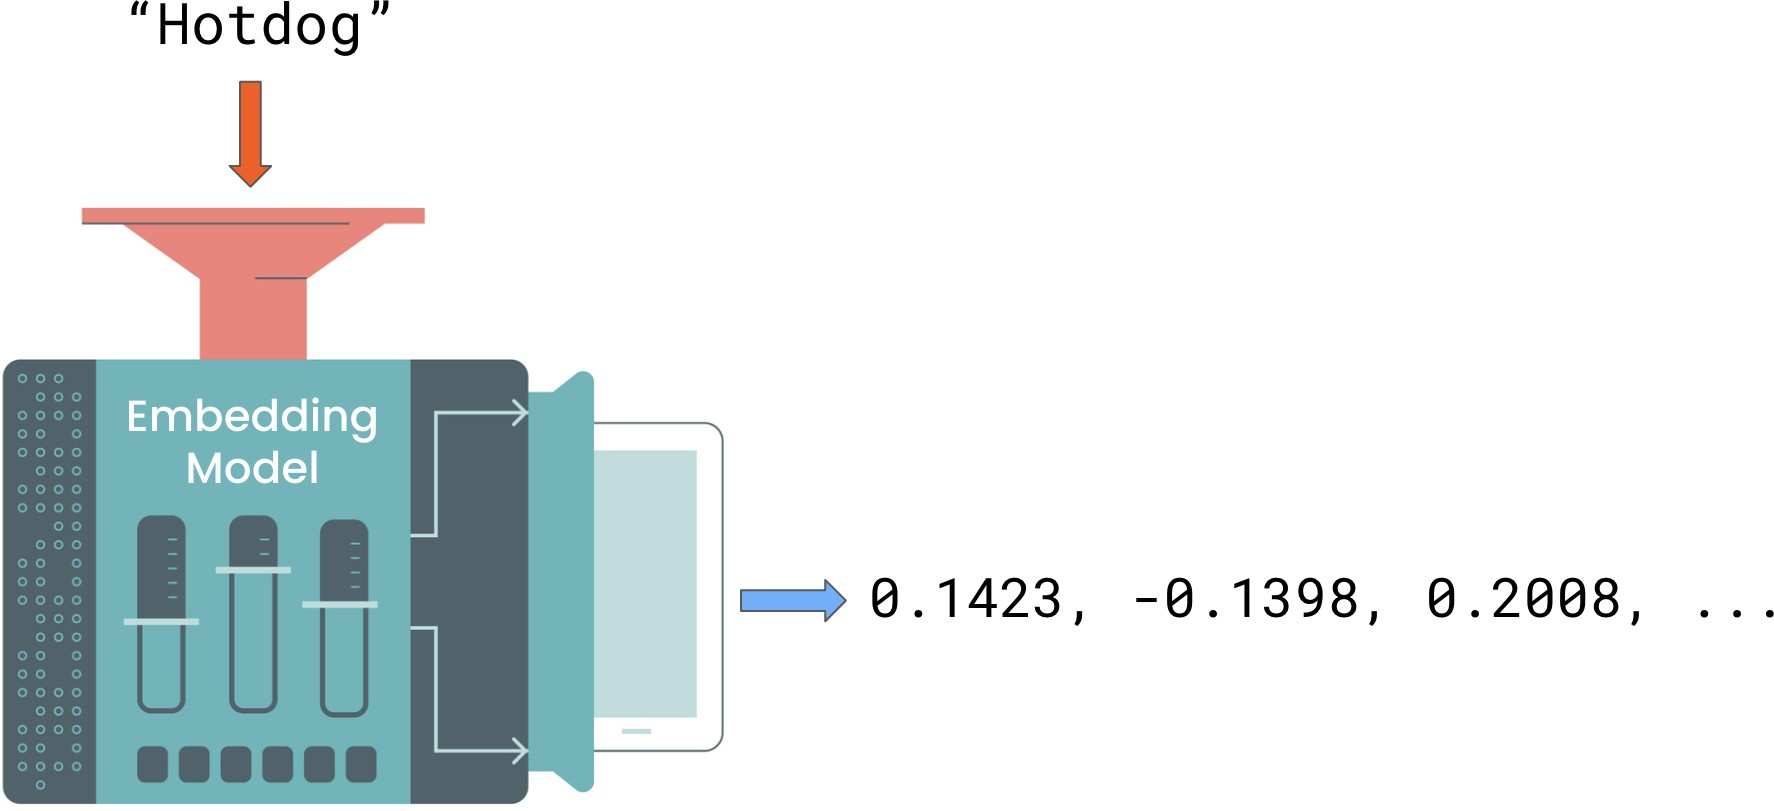 “Hotdog”
Embedding
Model
0.1423, -0.1398, 0.2008, ...